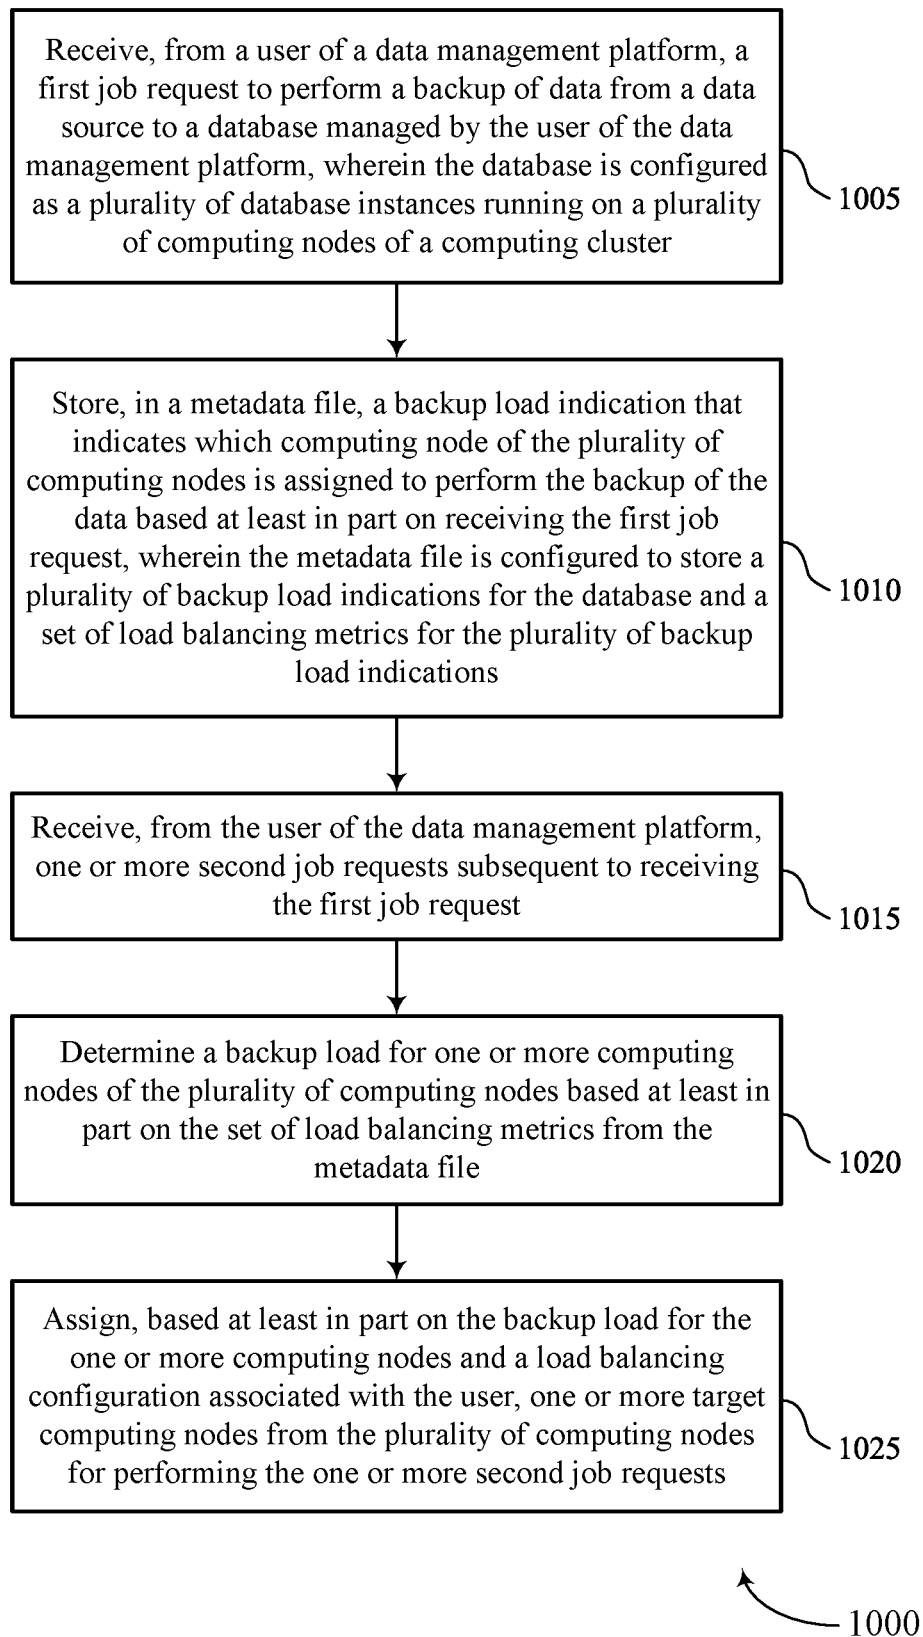 Receive, from a user of a data management platform, a
first job request to perform a backup of data from a data
source to a database managed by the user of the data
management platform, wherein the database is configured
as a plurality of database instances running on a plurality
of computing nodes of a computing cluster
1005
Store, in a metadata file, a backup load indication that
indicates which computing node of the plurality of
computing nodes is assigned to perform the backup of the
data based at least in part on receiving the first job
request, wherein the metadata file is configured to store a
plurality of backup load indications for the database and a
set of load balancing metrics for the plurality of backup
load indications
1010
Receive, from the user of the data management platform,
one or more second job requests subsequent to receiving
the first job request
1015
Determine a backup load for one or more computing
nodes of the plurality of computing nodes based at least in
part on the set of load balancing metrics from the
metadata file
1020
Assign, based at least in part on the backup load for the
one or more computing nodes and a load balancing
configuration associated with the user, one or more target
computing nodes from the plurality of computing nodes
for performing the one or more second job requests
1025
1000